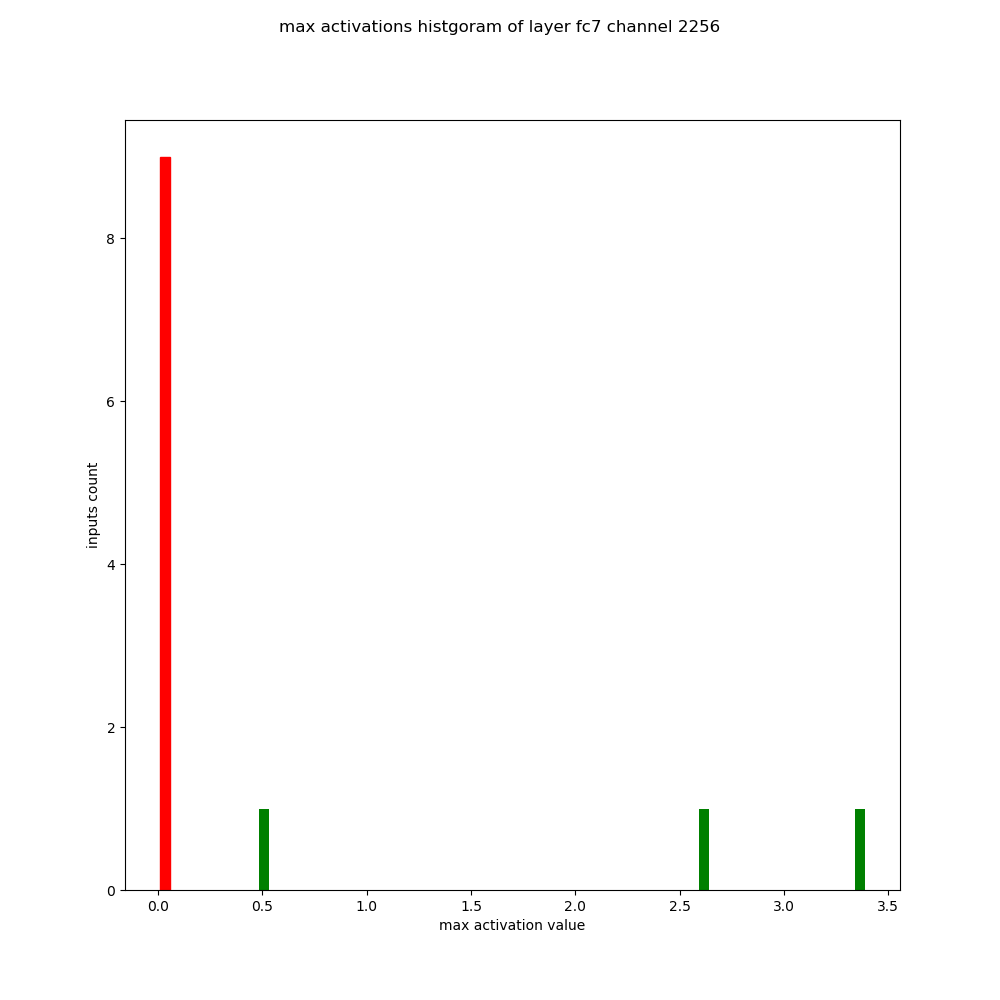 max activations histgoram of layer fc7 channel 2256
8
6
4
2
0
inputs count
0.0 0.5 1.0 1.5 2.0 2.5 3.0 3.5
max activation value